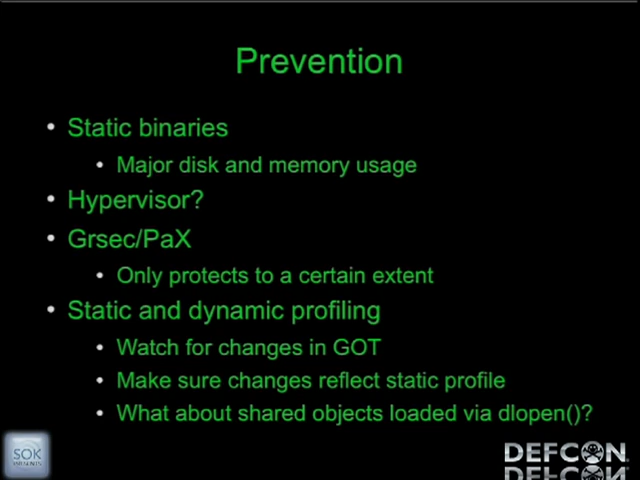 Prevention
• Static binaries
• Major disk and memory usage
• Hypervisor?
• Grsec/PaX
• Only protects to a certain extent
• Static and dynamic profiling
• Watch for changes in GOT
• Make sure changes reflect static profile
• What about shared objects loaded via dlopen()?
SOK
DEFCON